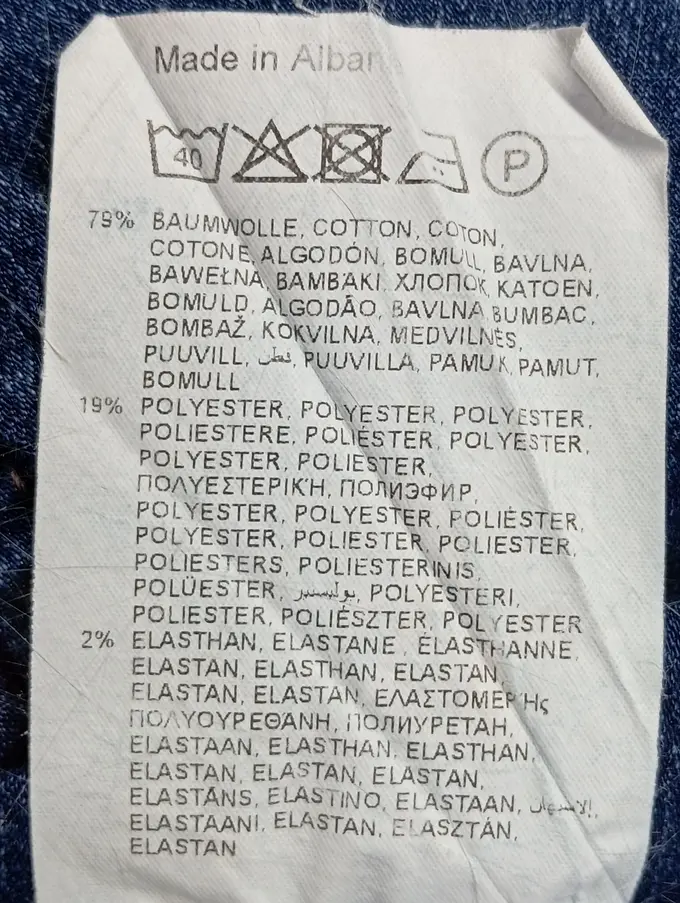 Made in Alban
40
P
79% BAUMWOLLE, COTTON, COTON,
COTONE, ALGODÓN, BOMULL, BAVLNA,
BAWEŁNA, BAMBAKI, ХЛОПОК, KATOEN,
BOMULD, ALGODÃO, BAVLNA, BUMBAC,
BOMBAŽ, KOKVILNA, MEDVILNĖS,
PUUVILL, قطن, PUUVILLA, PAMUK, PAMUT,
BOMULL
19% POLYESTER, POLYESTER, POLYESTER,
POLIESTERE, POLIÉSTER, POLYESTER,
POLYESTER, POLIESTER,
ΠΟΛΥΕΣΤΕΡΙΚΉ, ПОЛИЭФИР,
POLYESTER, POLYESTER, POLIÉSTER,
POLYESTER, POLIESTER, POLIESTER,
POLIESTERS, POLIESTERINIS,
POLÜESTER, بوليستير, POLYESTERI,
POLIESTER, POLIÉSZTER, POLYESTER
2% ELASTHAN, ELASTANE, ÉLASTHANNE,
ELASTAN, ELASTHAN, ELASTAN,
ELASTAN, ELASTAN, ΕΛΑΣΤΟΜΕΡΉς
ΠΟΛΥΟΥΡΕΘΑΝΗ, ПОЛИУРЕТАН,
ELASTAAN, ELASTHAN, ELASTHAN,
ELASTAN, ELASTAN, ELASTAN,
ELASTĀNS, ELASTINO, ELASTAAN,
ELASTAANI, ELASTAN, ELASZTÁN,
ELASTAN